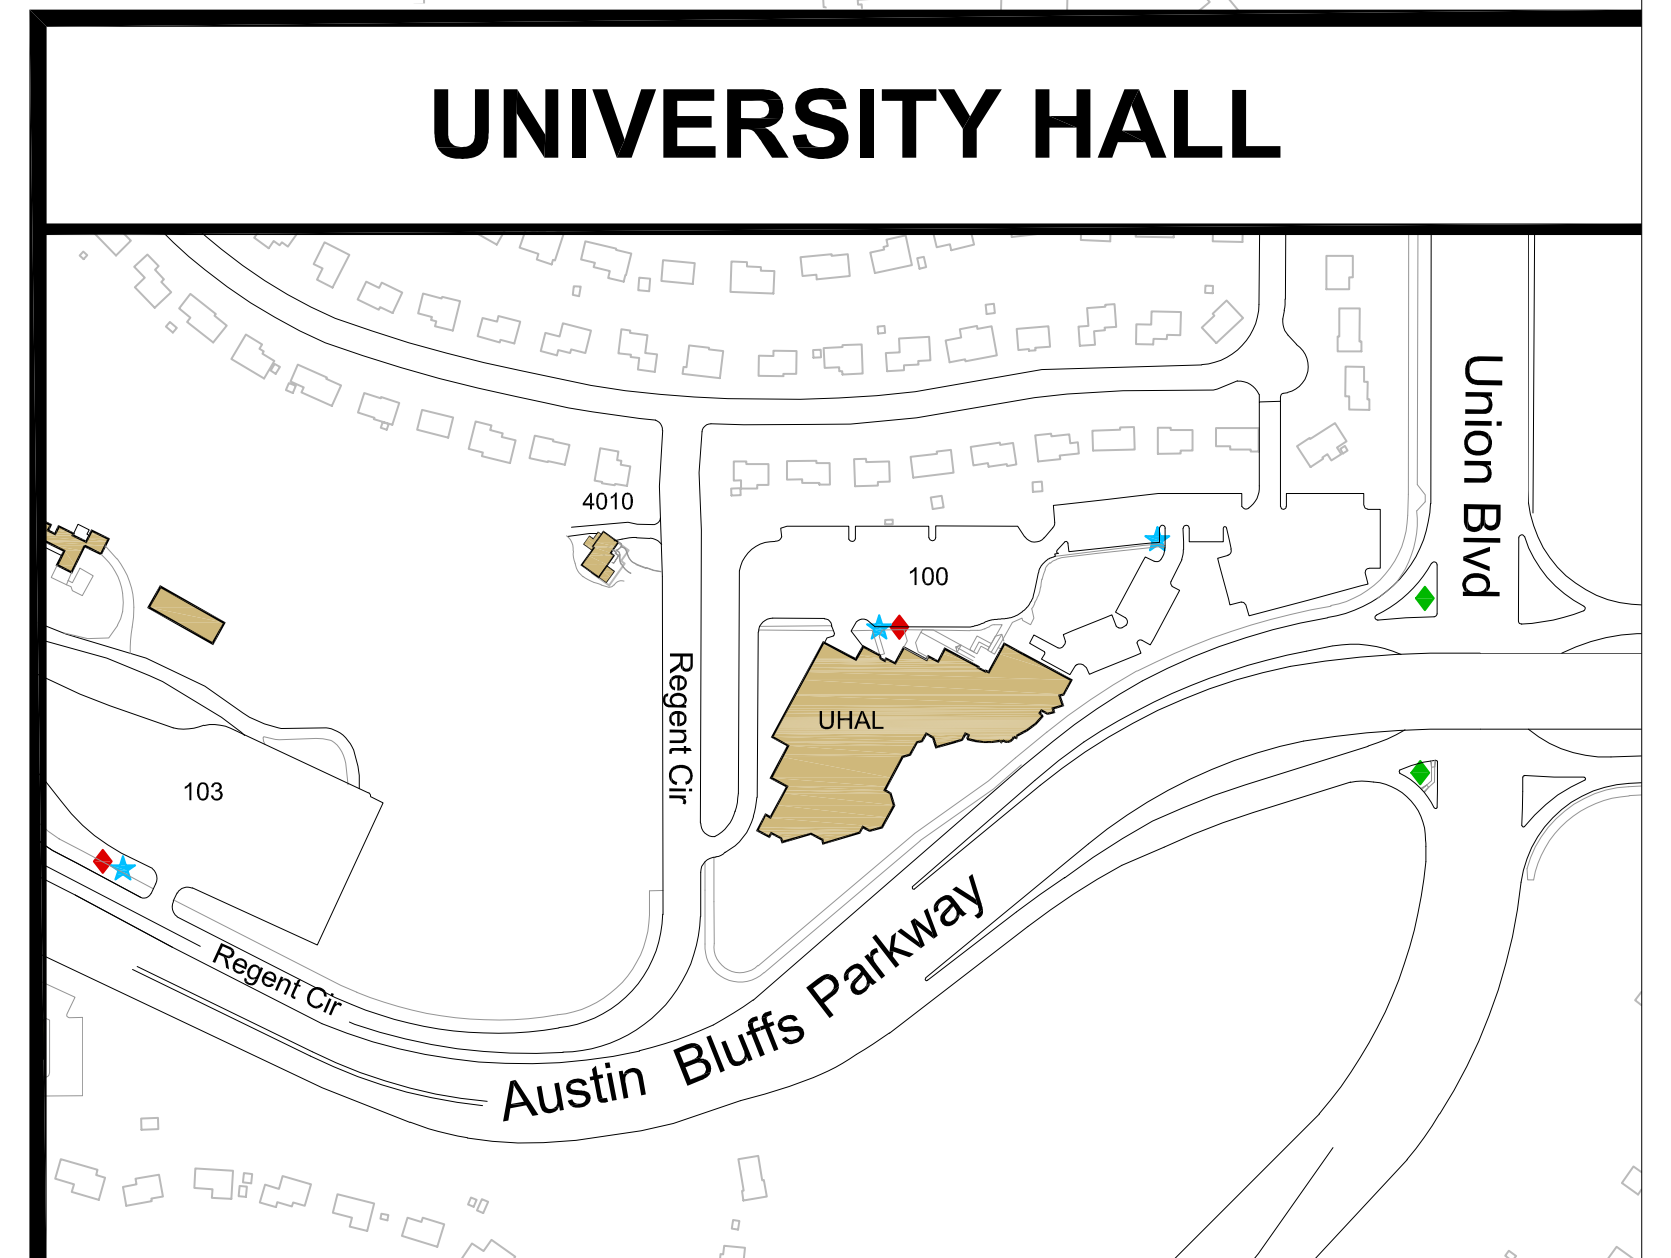 UNIVERSITY HALL
Union Blvd
4010
100
Regent Cir
UHAL
103
Regent Cir
Austin Bluffs Parkway